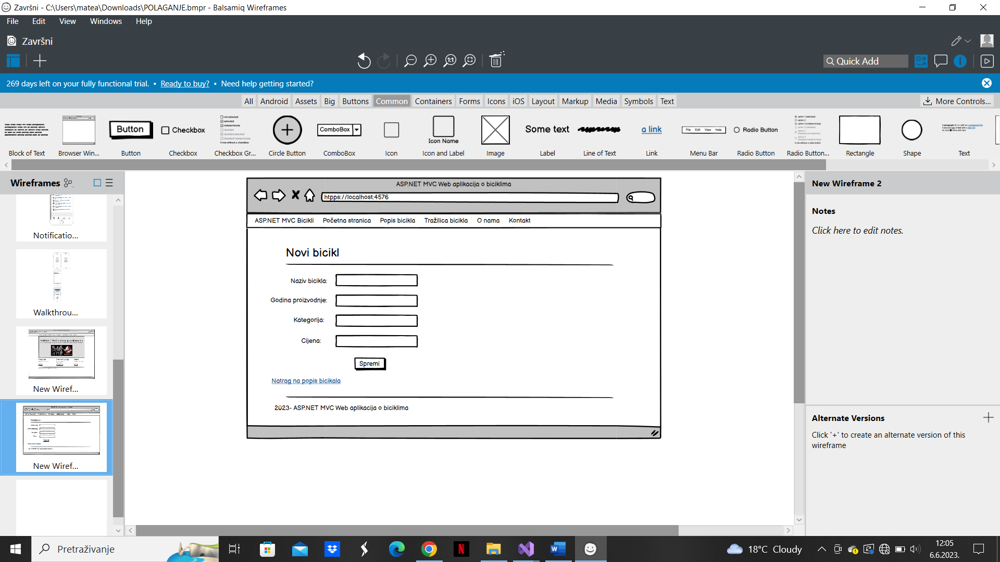 Završni - C:\Users\matea\Downloads\POLAGANJE.bmpr - Balsamiq Wireframes
File Edit View Windows Help
Završni
1:1
Quick Add
269 days left on your fully functional trial. • Ready to buy? • Need help getting started?
All Android Assets Big Buttons Common Containers Forms Icons iOS Layout Markup Media Symbols Text
More Controls...
Button Checkbox ComboBox Icon Name Some text a link File Edit View Help Radio Button
Block of Text Browser Win... Button Checkbox Checkbox Gr... Circle Button ComboBox Icon Icon and Label Image Label Line of Text Link Menu Bar Radio Button Radio Button... Rectangle Shape Text
Wireframes
Notificatio...
Walkthrou...
New Wiref...
New Wiref...
ASP.NET MVC Web aplikacija o biciklima
htpps://localhost:4576
ASP.NET MVC Bicikli Početna stranica Popis bicikla Tražilica bicikla O nama Kontakt
Novi bicikl
Naziv bicikla:
Godina proizvodnje:
Kategorija:
Cijena:
Spremi
Natrag na popis bicikala
2023- ASP.NET MVC Web aplikacija o biciklima
New Wireframe 2
Notes
Click here to edit notes.
Alternate Versions
Click '+' to create an alternate version of this
wireframe
Pretraživanje
18°C Cloudy
12:05
6.6.2023.